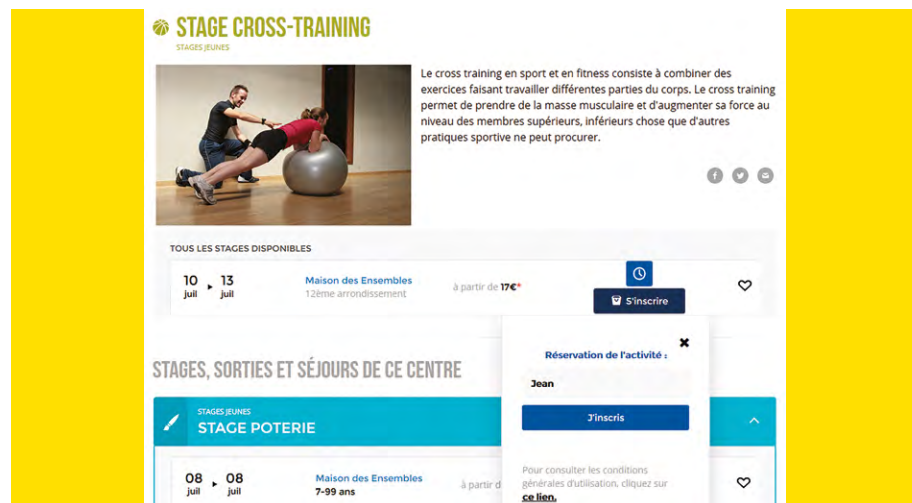 STAGE CROSS-TRAINING
STAGES JEUNES
Le cross training en sport et en fitness consiste à combiner des
exercices faisant travailler différentes parties du corps. Le cross training
permet de prendre de la masse musculaire et d'augmenter sa force au
niveau des membres supérieurs, inférieurs chose que d'autres
pratiques sportive ne peut procurer.
TOUS LES STAGES DISPONIBLES
10 ▸ 13
juil juil
Maison des Ensembles
12ème arrondissement
à partir de 17€*
S'inscrire
Réservation de l'activité :
Jean
J'inscris
Pour consulter les conditions
générales d'utilisation, cliquez sur
ce lien.
STAGES, SORTIES ET SÉJOURS DE CE CENTRE
STAGES JEUNES
STAGE POTERIE
08 ▸ 08
juil juil
Maison des Ensembles
7-99 ans
à partir d